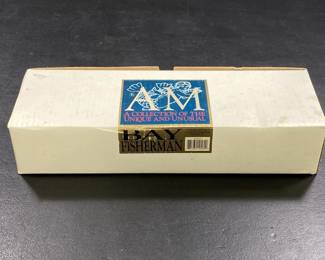 AM
A COLLECTION OF THE
UNIQUE AND UNUSUAL
BAY
FISHERMAN